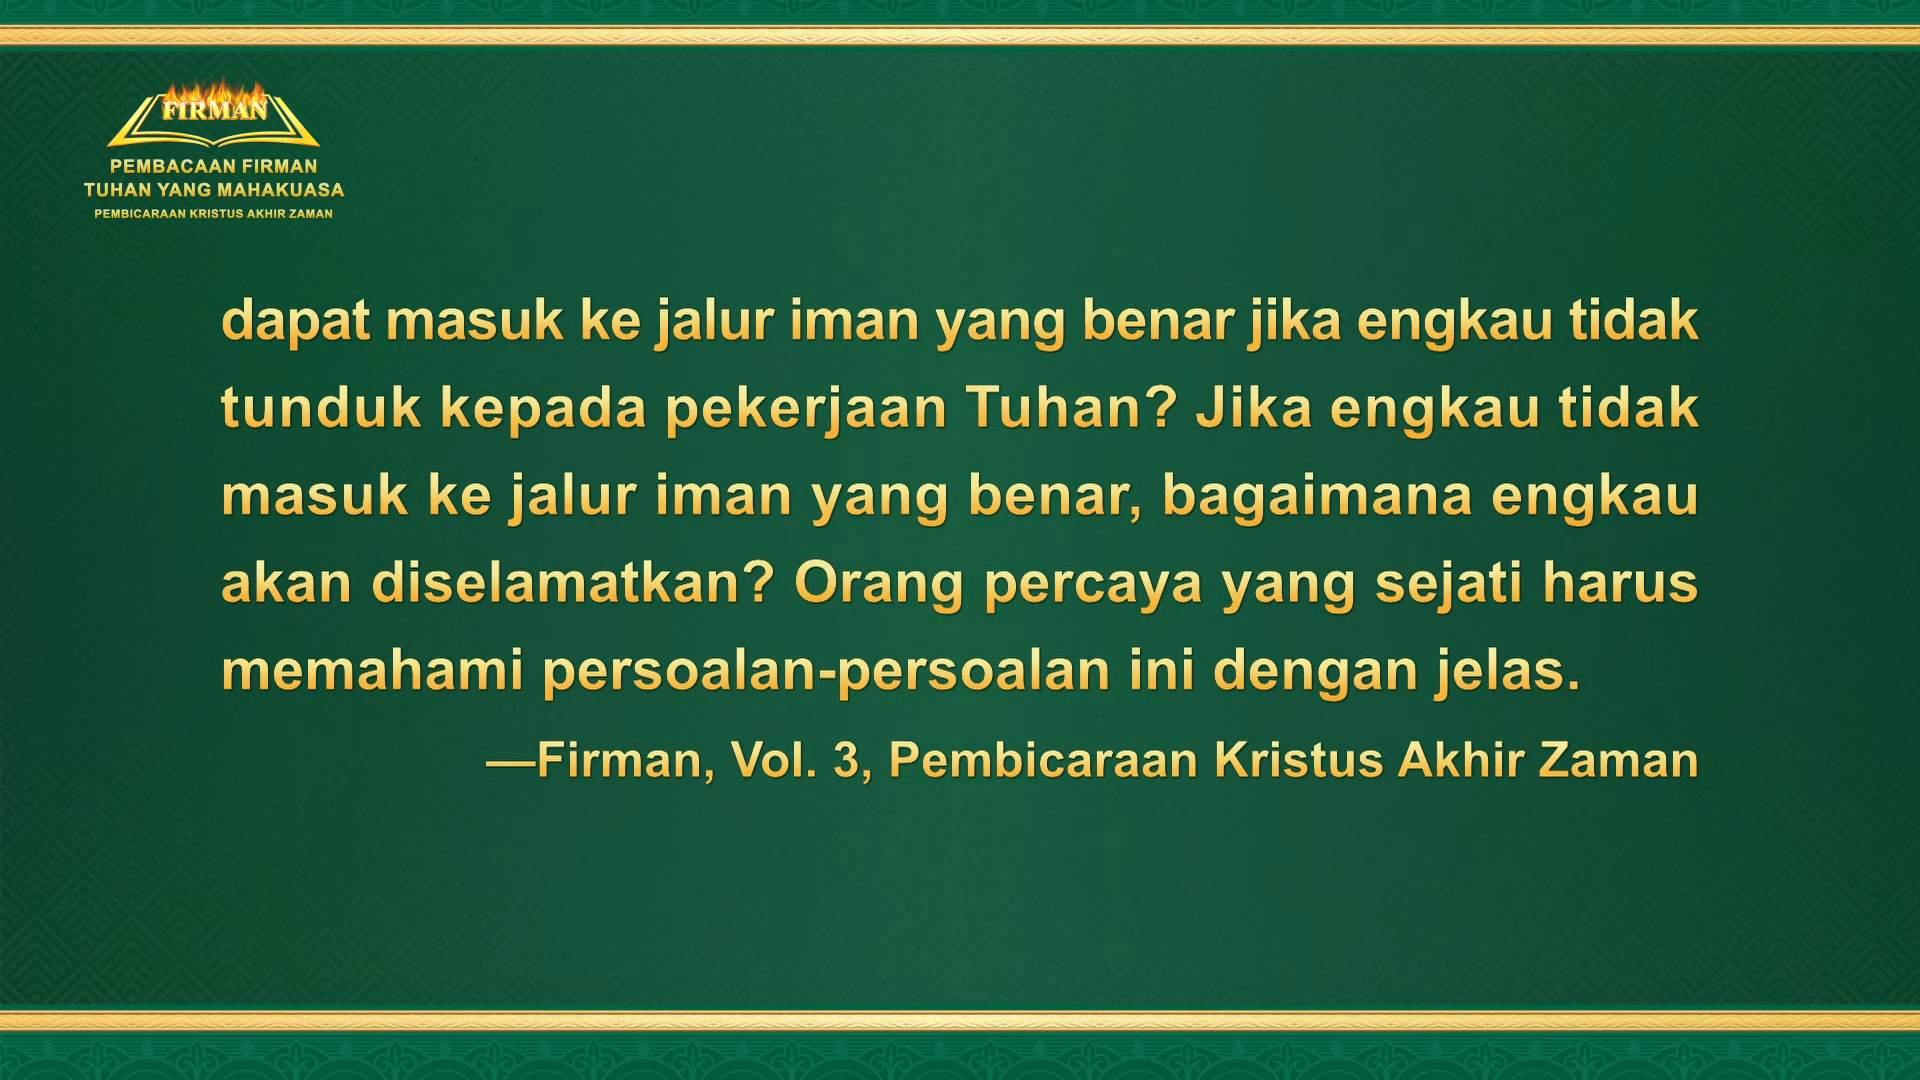 FIRMAN
PEMBACAAN FIRMAN
TUHAN YANG MAHAKUASA
PEMBICARAAN KRISTUS AKHIR ZAMAN
dapat masuk ke jalur iman yang benar jika engkau tidak
tunduk kepada pekerjaan Tuhan? Jika engkau tidak
masuk ke jalur iman yang benar, bagaimana engkau
akan diselamatkan? Orang percaya yang sejati harus
memahami persoalan-persoalan ini dengan jelas.
—Firman, Vol. 3, Pembicaraan Kristus Akhir Zaman